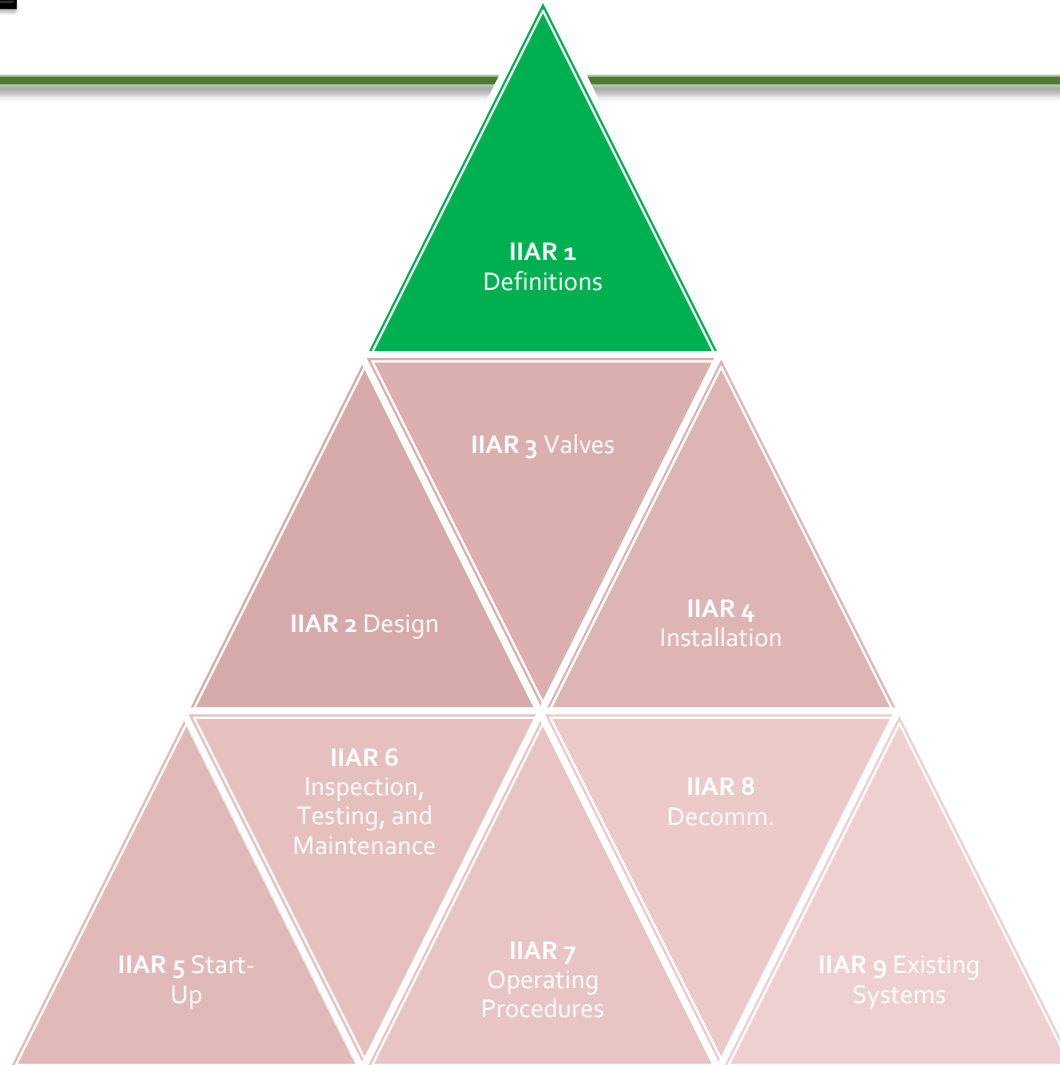 IIAR 1
Definitions
IIAR 3 Valves
IIAR 2 Design
IIAR 4
Installation
IIAR 6
Inspection,
Testing, and
Maintenance
IIAR 8
Decomm.
IIAR 5 Start-
Up
IIAR 7
Operating
Procedures
IIAR 9 Existing
Systems